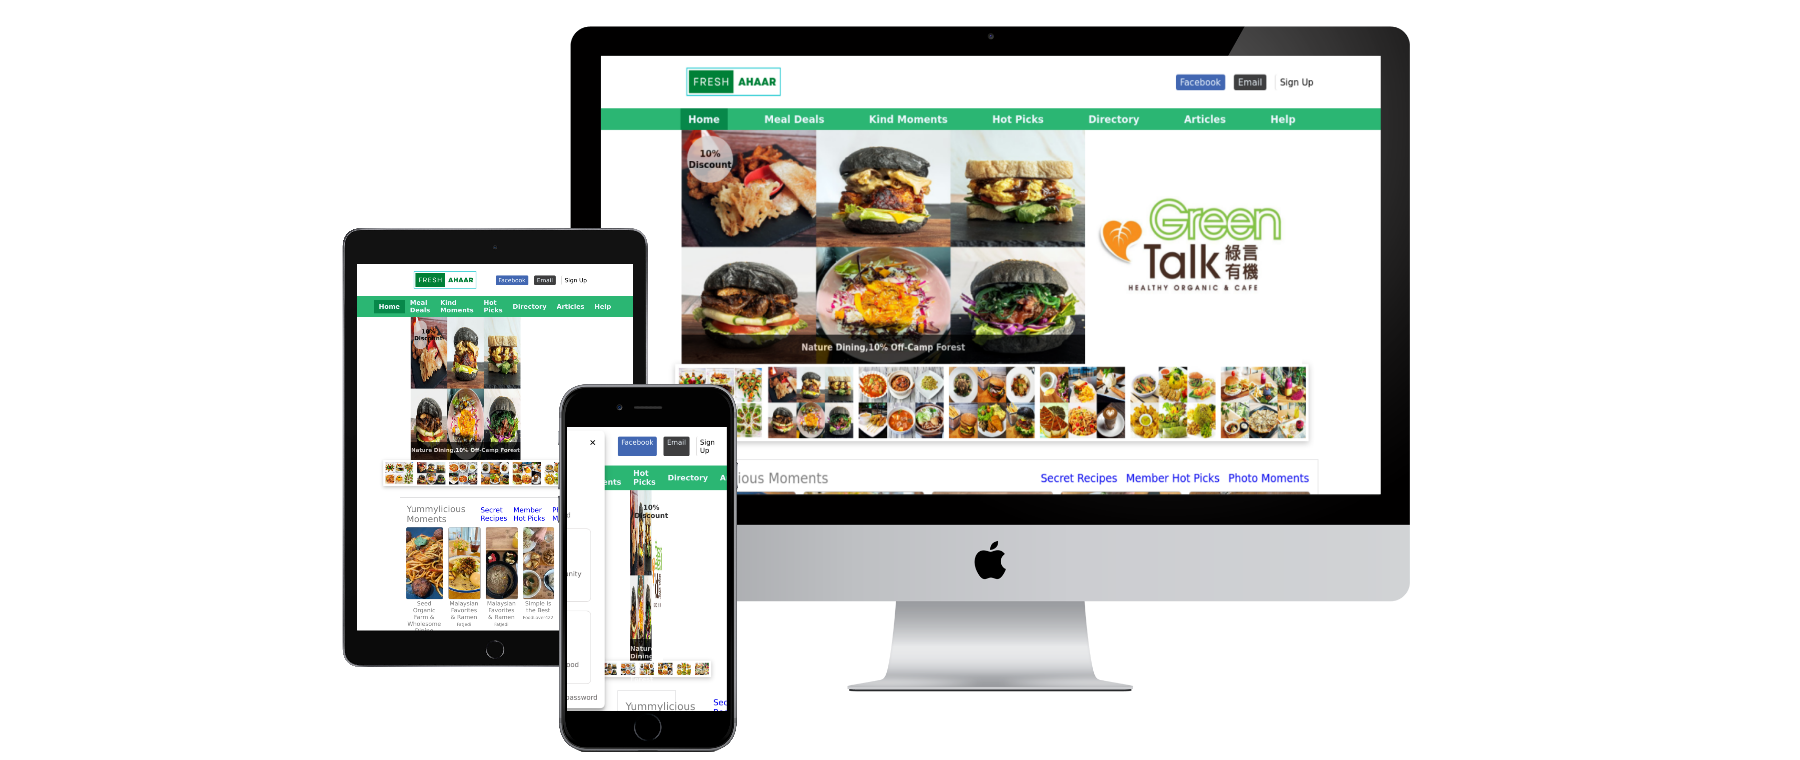 FRESH AHAAR
Facebook Email Sign Up
Home Meal Deals Kind Moments Hot Picks Directory Articles Help
10%
Discount
Green
Talk 綠言
有機
HEALTHY ORGANIC & CAFE
Nature Dining,10% Off-Camp Forest
ious Moments
Secret Recipes Member Hot Picks Photo Moments
FRESH AHAAR
Facebook Email Sign Up
Home Meal Deals Kind Moments Hot Picks Directory Articles Help
10%
Discount
Nature Dining,10% Off-Camp Forest
Yummylicious
Moments
Secret Recipes
Member Hot Picks
Seed
Organic
Farm &
Wholesome
Malaysian
Favorites
& Ramen
Malaysian
Favorites
& Ramen
Simple Is
the Best
×
Facebook Email Sign Up
ents
Hot Picks
Directory
A
10%
Discount
unity
ood
password
Natur
Dining
Yummylicious
Sec